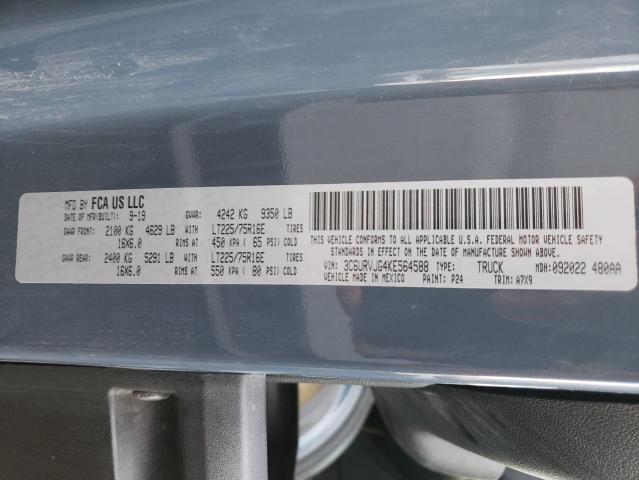 MFD BY FCA US LLC
DATE OF MFR(BUILT): 9-19 GVWR: 4242 KG 9350 LB
GAWR FRONT: 2100 KG 4629 LB WITH LT225/75R16E TIRES
16X6.0 RIMS AT 450 KPA ( 65 PSI) COLD
GAWR REAR: 2400 KG 5291 LB WITH LT225/75R16E TIRES
16X6.0 RIMS AT 550 KPA ( 80 PSI) COLD
THIS VEHICLE CONFORMS TO ALL APPLICABLE U.S.A. FEDERAL MOTOR VEHICLE SAFETY
STANDARDS IN EFFECT ON THE DATE OF MANUFACTURE SHOWN ABOVE.
VIN: 3C6URVJG4KE564588 TYPE: TRUCK MDH: 092022 480AA
VEHICLE MADE IN MEXICO PAINT: P24 TRIM: A7X9